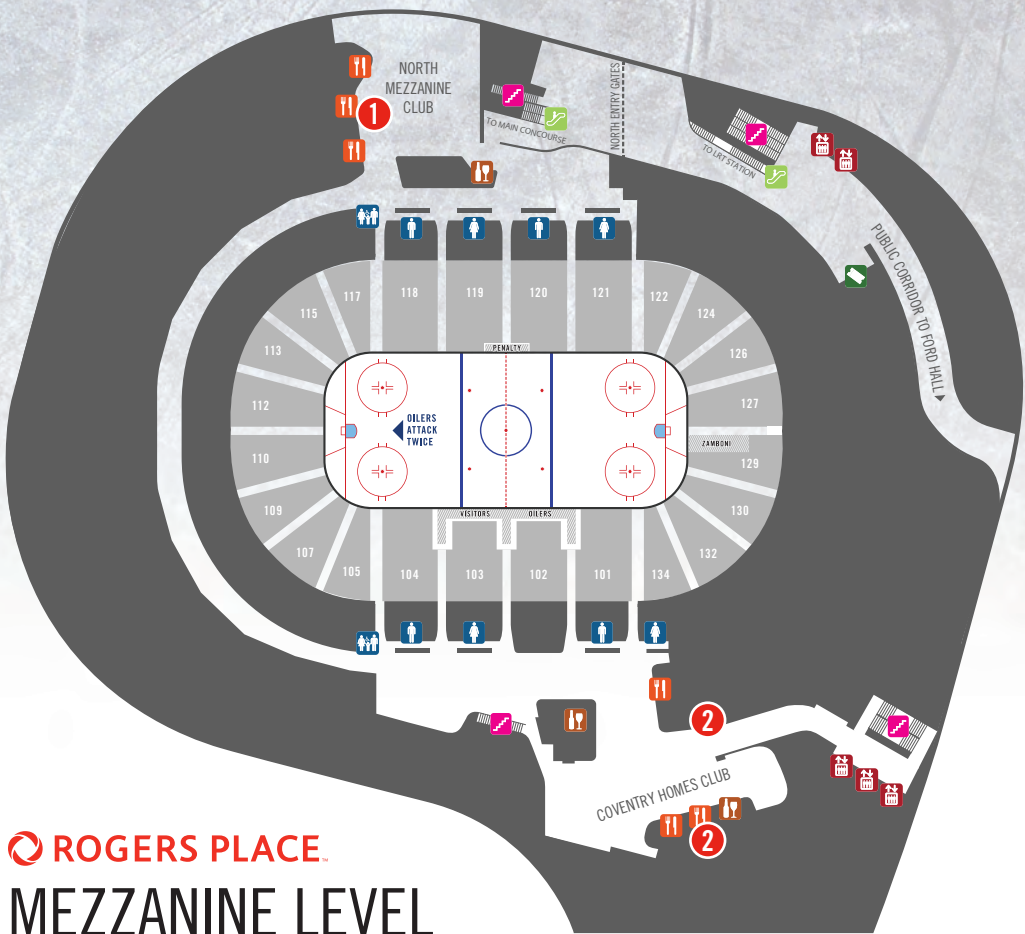 NORTH
MEZZANINE
CLUB
1
TO MAIN CONCOURSE
NORTH ENTRY GATES
TO LRT STATION
PUBLIC CORRIDOR TO FORD HALL
117
118
119
120
121
122
115
124
113
126
112
127
110
129
109
130
107
132
105
104
103
102
101
134
PENALTY
OILERS
ATTACK
TWICE
ZAMBONI
VISITORS
OILERS
2
COVENTRY HOMES CLUB
2
ROGERS PLACE
MEZZANINE LEVEL